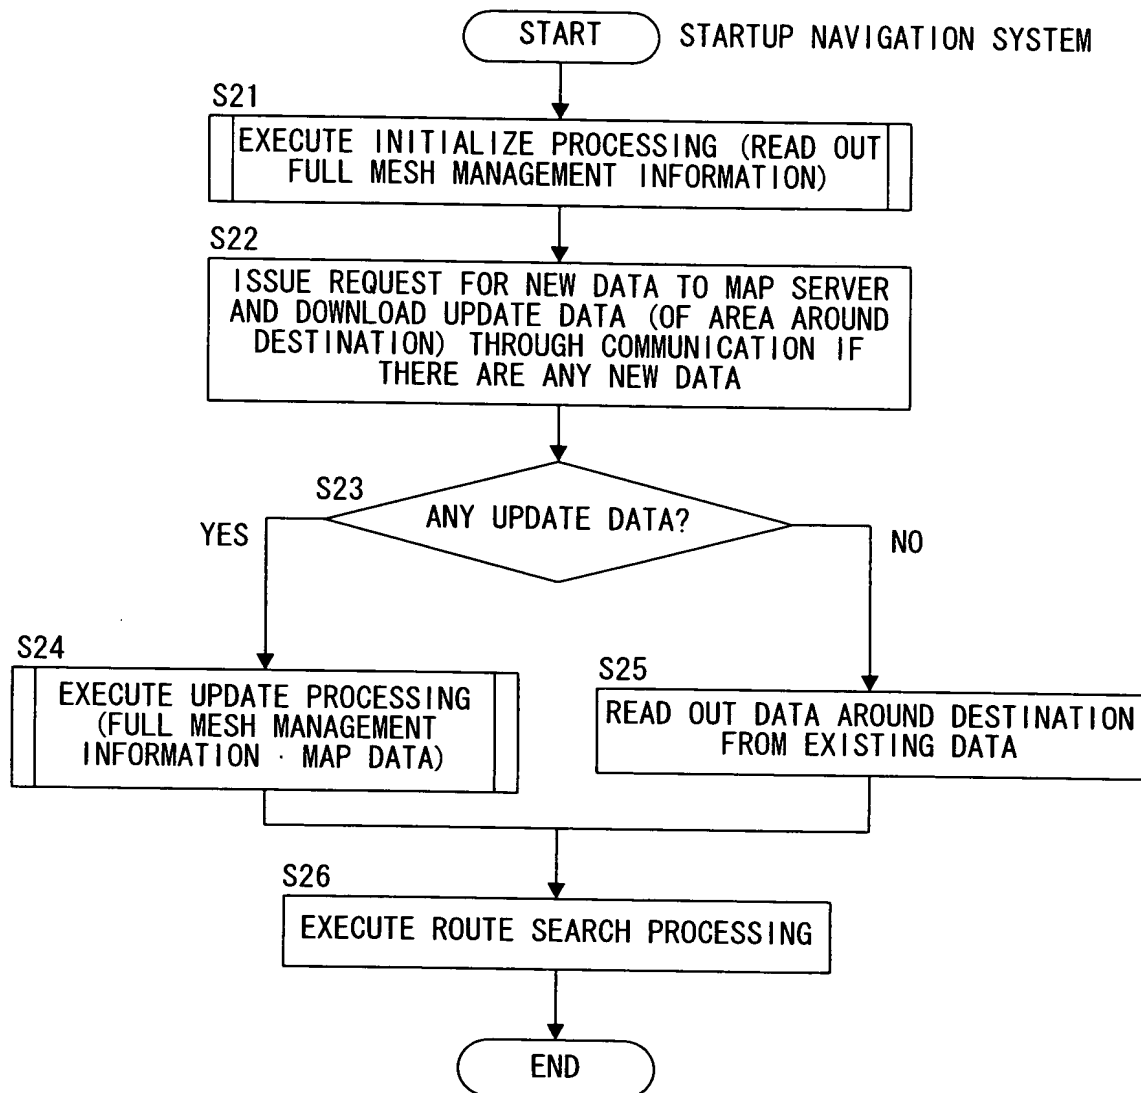 START
STARTUP NAVIGATION SYSTEM
S21
EXECUTE INITIALIZE PROCESSING (READ OUT
FULL MESH MANAGEMENT INFORMATION)
S22
ISSUE REQUEST FOR NEW DATA TO MAP SERVER
AND DOWNLOAD UPDATE DATA (OF AREA AROUND
DESTINATION) THROUGH COMMUNICATION IF
THERE ARE ANY NEW DATA
S23
ANY UPDATE DATA?
YES
NO
S24
EXECUTE UPDATE PROCESSING
(FULL MESH MANAGEMENT
INFORMATION · MAP DATA)
S25
READ OUT DATA AROUND DESTINATION
FROM EXISTING DATA
S26
EXECUTE ROUTE SEARCH PROCESSING
END